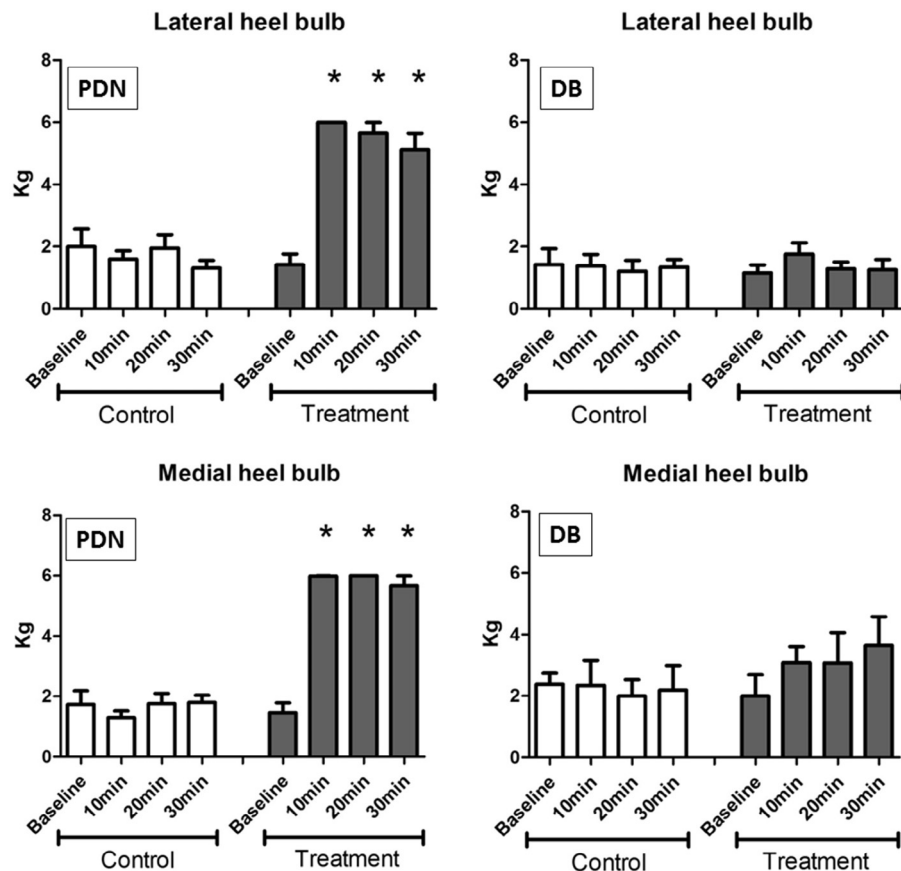 Lateral heel bulb
PDN
* * *
Kg
8
6
4
2
0
Baseline 10min 20min 30min Baseline 10min 20min 30min
Control Treatment
Lateral heel bulb
DB
Kg
8
6
4
2
0
Baseline 10min 20min 30min Baseline 10min 20min 30min
Control Treatment
Medial heel bulb
PDN
* * *
Kg
8
6
4
2
0
Baseline 10min 20min 30min Baseline 10min 20min 30min
Control Treatment
Medial heel bulb
DB
Kg
8
6
4
2
0
Baseline 10min 20min 30min Baseline 10min 20min 30min
Control Treatment